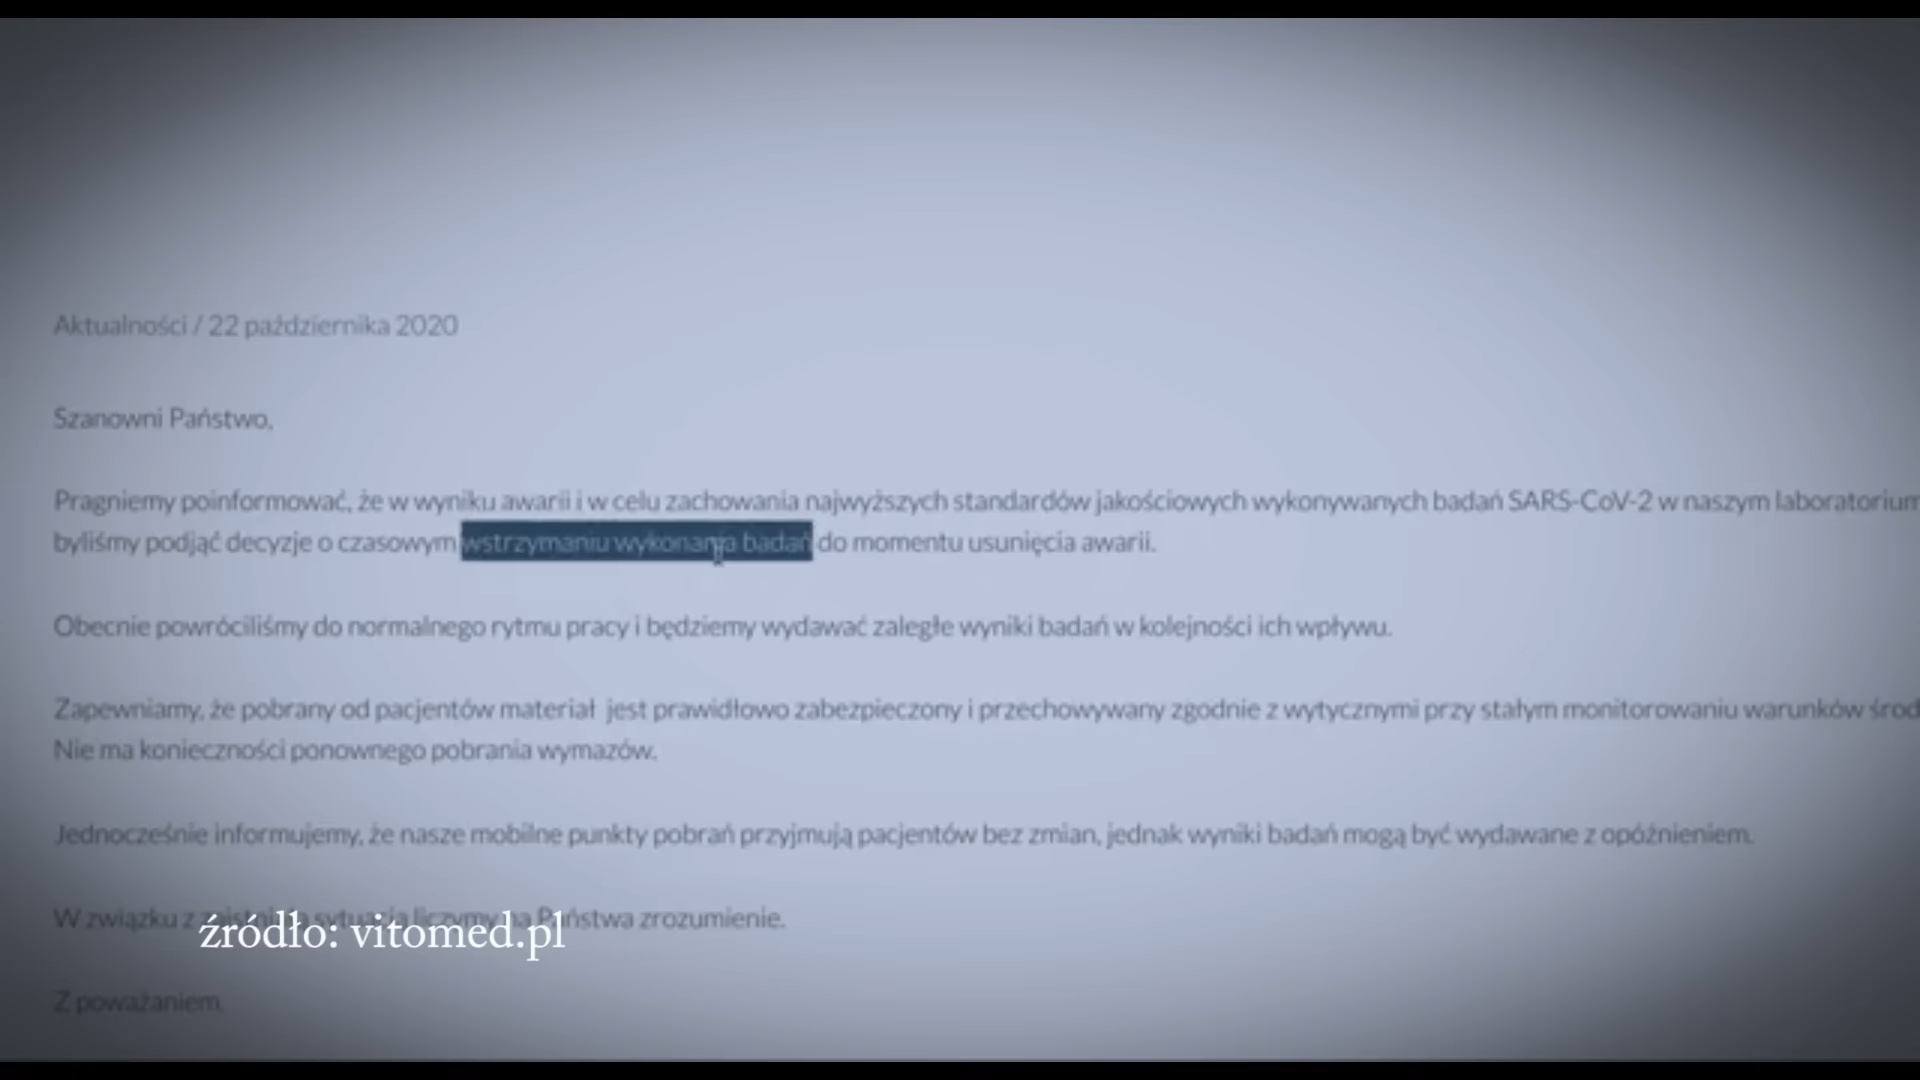 Aktualności / 22 października 2020
Szanowni Państwo,
Pragniemy poinformować, że w wyniku awarii i w celu zachowania najwyższych standardów jakościowych wykonywanych badań SARS-CoV-2 w naszym laboratorium
byliśmy podjąć decyzje o czasowym wstrzymaniu wykonania badań do momentu usunięcia awarii.
Obecnie powróciliśmy do normalnego rytmu pracy i będziemy wydawać zaległe wyniki badań w kolejności ich wpływu.
Zapewniamy, że pobrany od pacjentów materiał jest prawidłowo zabezpieczony i przechowywany zgodnie z wytycznymi przy stałym monitorowaniu warunków środ
Nie ma konieczności ponownego pobrania wymazów.
Jednocześnie informujemy, że nasze mobilne punkty pobrań przyjmują pacjentów bez zmian, jednak wyniki badań mogą być wydawane z opóźnieniem.
W związku z zaistniałą sytuacją liczymy na Państwa zrozumienie.
źródło: vitomed.pl
Z poważaniem